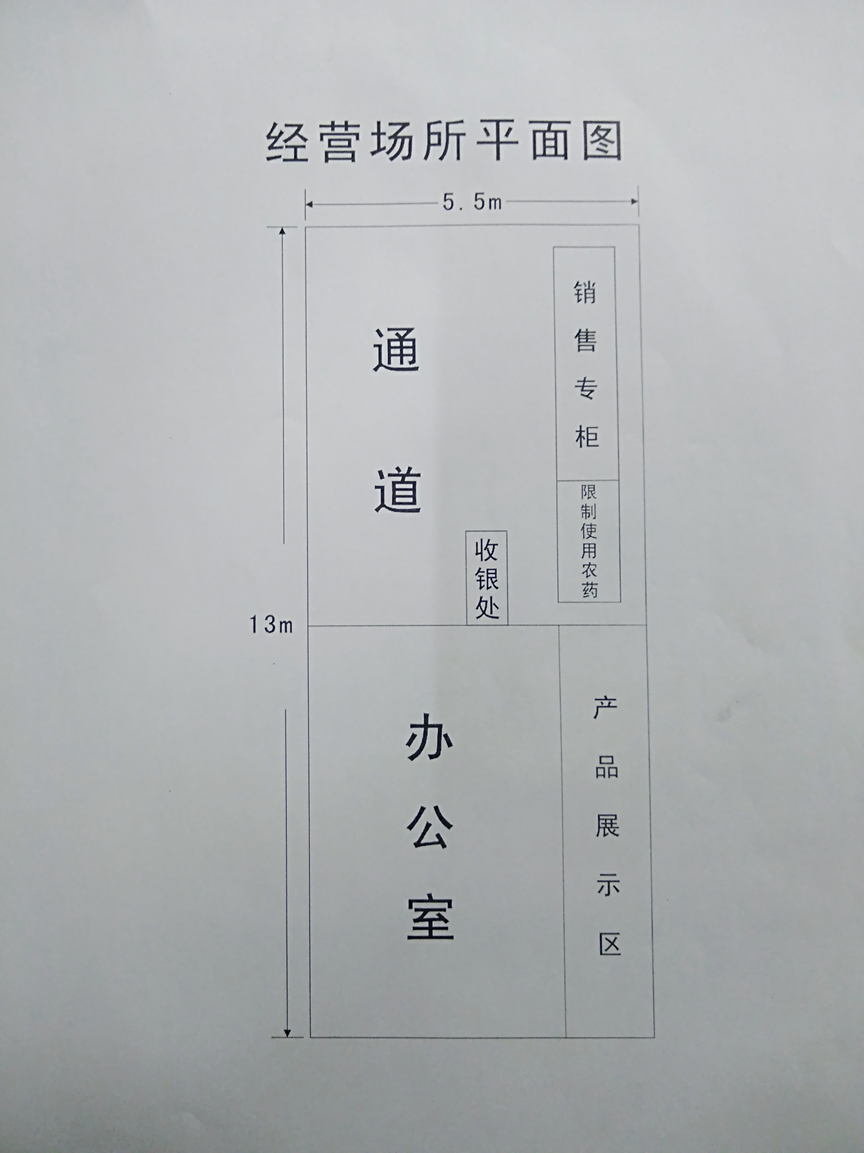 经营场所平面图
5.5m
通道
销售专柜
限制使用农药
收银处
13m
办公室
产品展示区